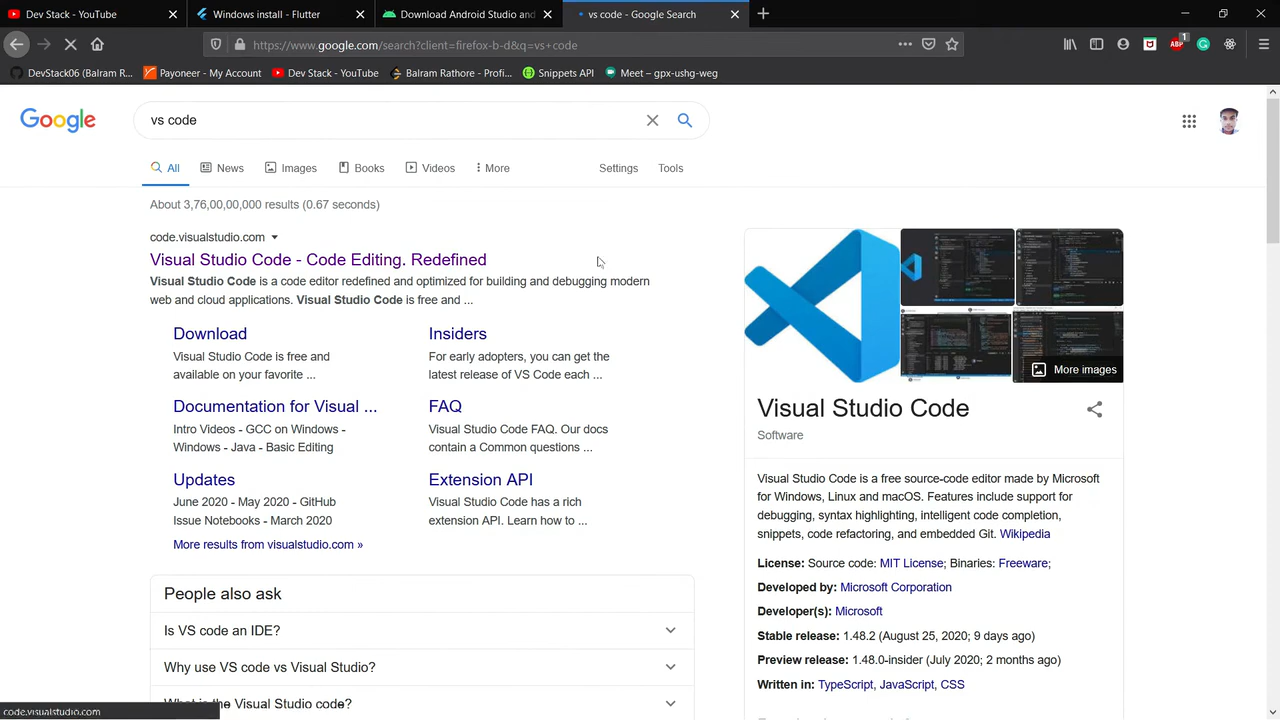 Dev Stack - YouTube
Windows install - Flutter
Download Android Studio and
vs code - Google Search
https://www.google.com/search?client=firefox-b-d&q=vs+code
DevStack06 (Balram R...
Payoneer - My Account
Dev Stack - YouTube
Balram Rathore - Profi...
Snippets API
Meet – gpx-ushg-weg
ABP
1
Google
vs code
All
News
Images
Books
Videos
More
Settings
Tools
About 3,76,00,00,000 results (0.67 seconds)
code.visualstudio.com
Visual Studio Code - Code Editing. Redefined
Visual Studio Code is a code editor redefined and optimized for building and debugging modern
web and cloud applications. Visual Studio Code is free and ...
Download
Visual Studio Code is free and
available on your favorite ...
Insiders
For early adopters, you can get the
latest release of VS Code each ...
Documentation for Visual ...
Intro Videos - GCC on Windows -
Windows - Java - Basic Editing
FAQ
Visual Studio Code FAQ. Our docs
contain a Common questions ...
Updates
June 2020 - May 2020 - GitHub
Issue Notebooks - March 2020
Extension API
Visual Studio Code has a rich
extension API. Learn how to ...
More results from visualstudio.com »
People also ask
Is VS code an IDE?
Why use VS code vs Visual Studio?
What is the Visual Studio code?
More images
Visual Studio Code
Software
Visual Studio Code is a free source-code editor made by Microsoft
for Windows, Linux and macOS. Features include support for
debugging, syntax highlighting, intelligent code completion,
snippets, code refactoring, and embedded Git. Wikipedia
License: Source code: MIT License; Binaries: Freeware;
Developed by: Microsoft Corporation
Developer(s): Microsoft
Stable release: 1.48.2 (August 25, 2020; 9 days ago)
Preview release: 1.48.0-insider (July 2020; 2 months ago)
Written in: TypeScript, JavaScript, CSS
code.visualstudio.com